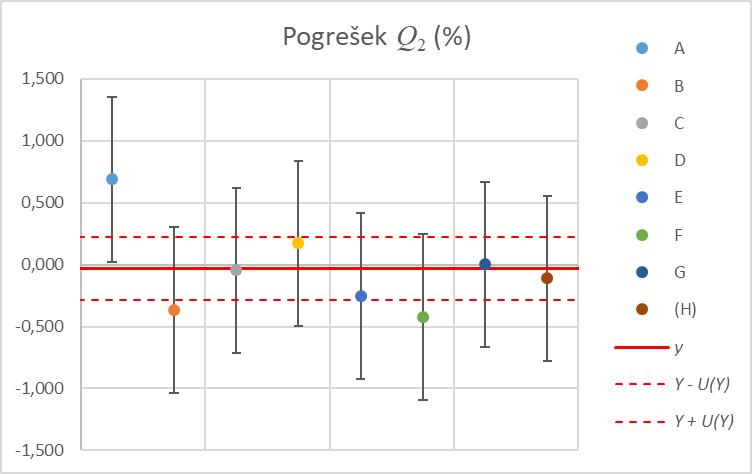 Pogrešek Q2 (%)
1,500
1,000
0,500
0,000
-0,500
-1,000
-1,500
A
B
C
D
E
F
G
(H)
y
Y - U(Y)
Y + U(Y)